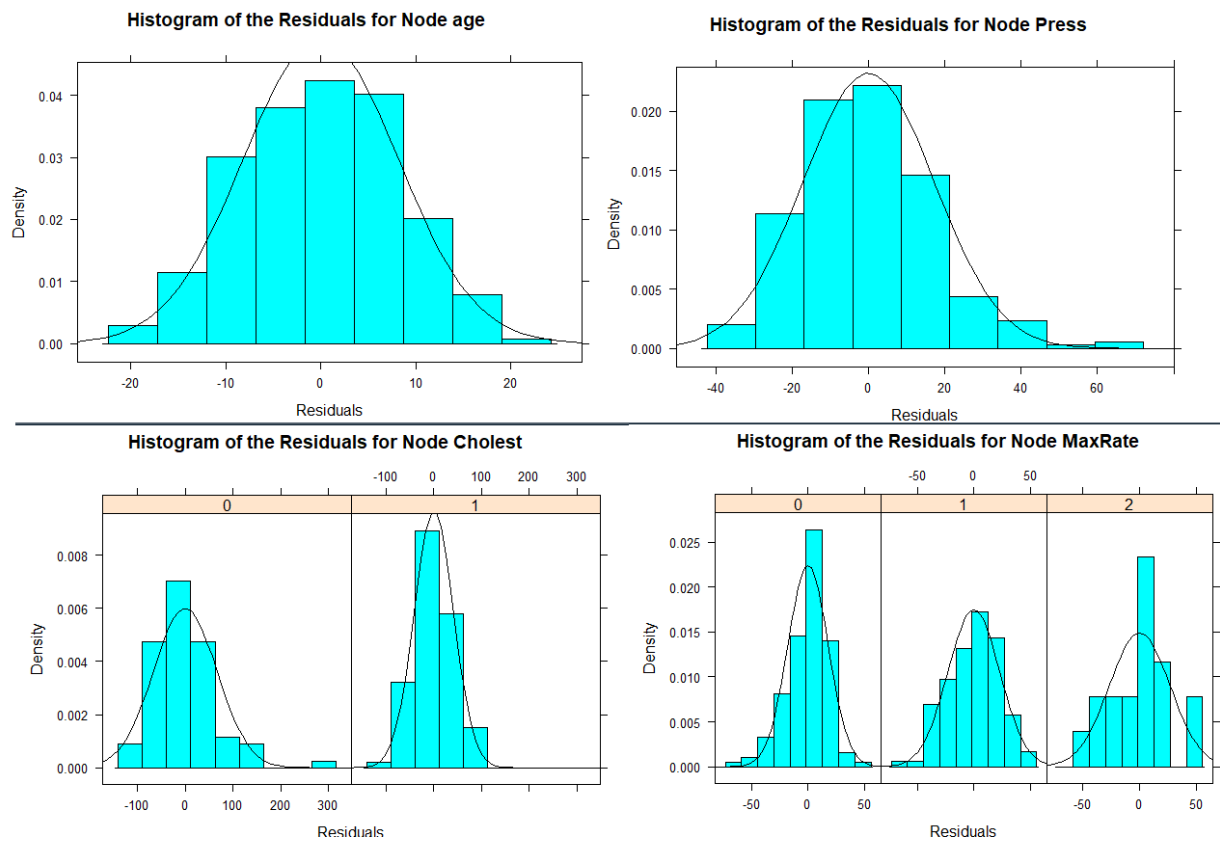 Histogram of the Residuals for Node age
0.04
0.03
0.02
0.01
0.00
Density
-20 -10 0 10 20
Residuals
Histogram of the Residuals for Node Press
0.020
0.015
0.010
0.005
0.000
Density
-40 -20 0 20 40 60
Residuals
Histogram of the Residuals for Node Cholest
-100 0 100 200 300
0 1
0.008
0.006
0.004
0.002
0.000
Density
-100 0 100 200 300
Residuals
Histogram of the Residuals for Node MaxRate
-50 0 50
0 1 2
0.025
0.020
0.015
0.010
0.005
0.000
Density
-50 0 50 -50 0 50
Residuals